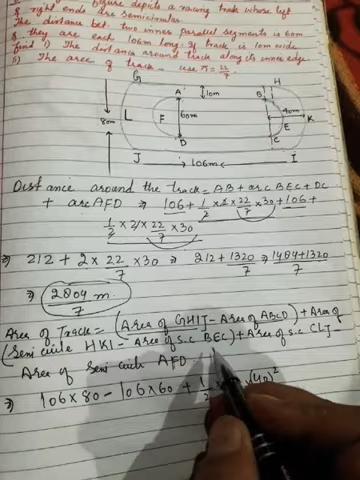 figure depicts a racing track whose left
& right ends are semicircular.
The distance bet. two inner parallel segments is 60m
& they are each 106m long. If track is 10m wide
find 1) The distance around track along its inner edge
ii) The area of track - use π = 22/7
G H
A 10m B
80m L F 60m 40m K
E
D C
J 106m I
Distance around the track = AB + arc BEC + DC
+ arc AFD ⇒ 106 + 1/2 × 2 × 22/7 × 30 + 106 +
1/2 × 2 × 22/7 × 30
⇒ 212 + 2 × 22/7 × 30 ⇒ 212 + 1320/7 ⇒ 1484+1320/7
⇒ 2804/7 m.
Area of Track = (Area of GHIJ - Area of ABCD) + Area of
(Semi circle HKI - Area of S.C BEC) + Area of S.C GLJ -
Area of Semi circle AFD
⇒ 106 × 80 - 106 × 60 + 1/2 (40)²